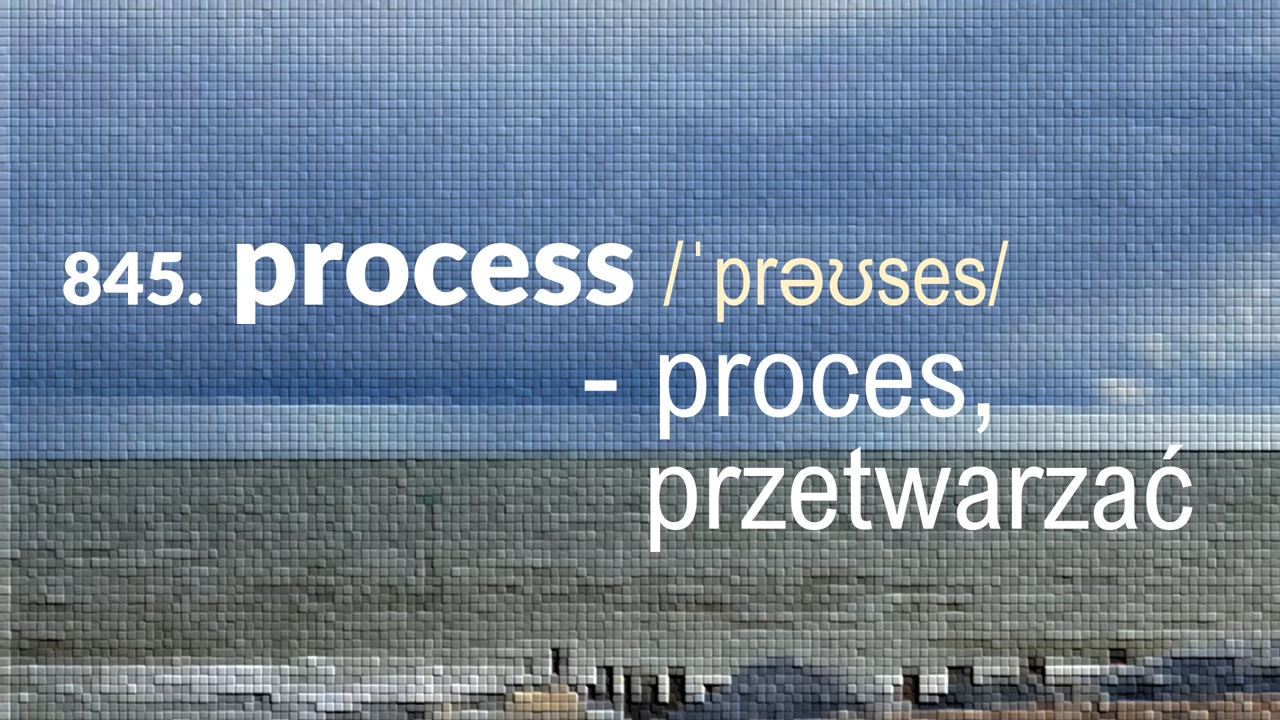 845. process /ˈprəʊses/
- proces,
przetwarzać